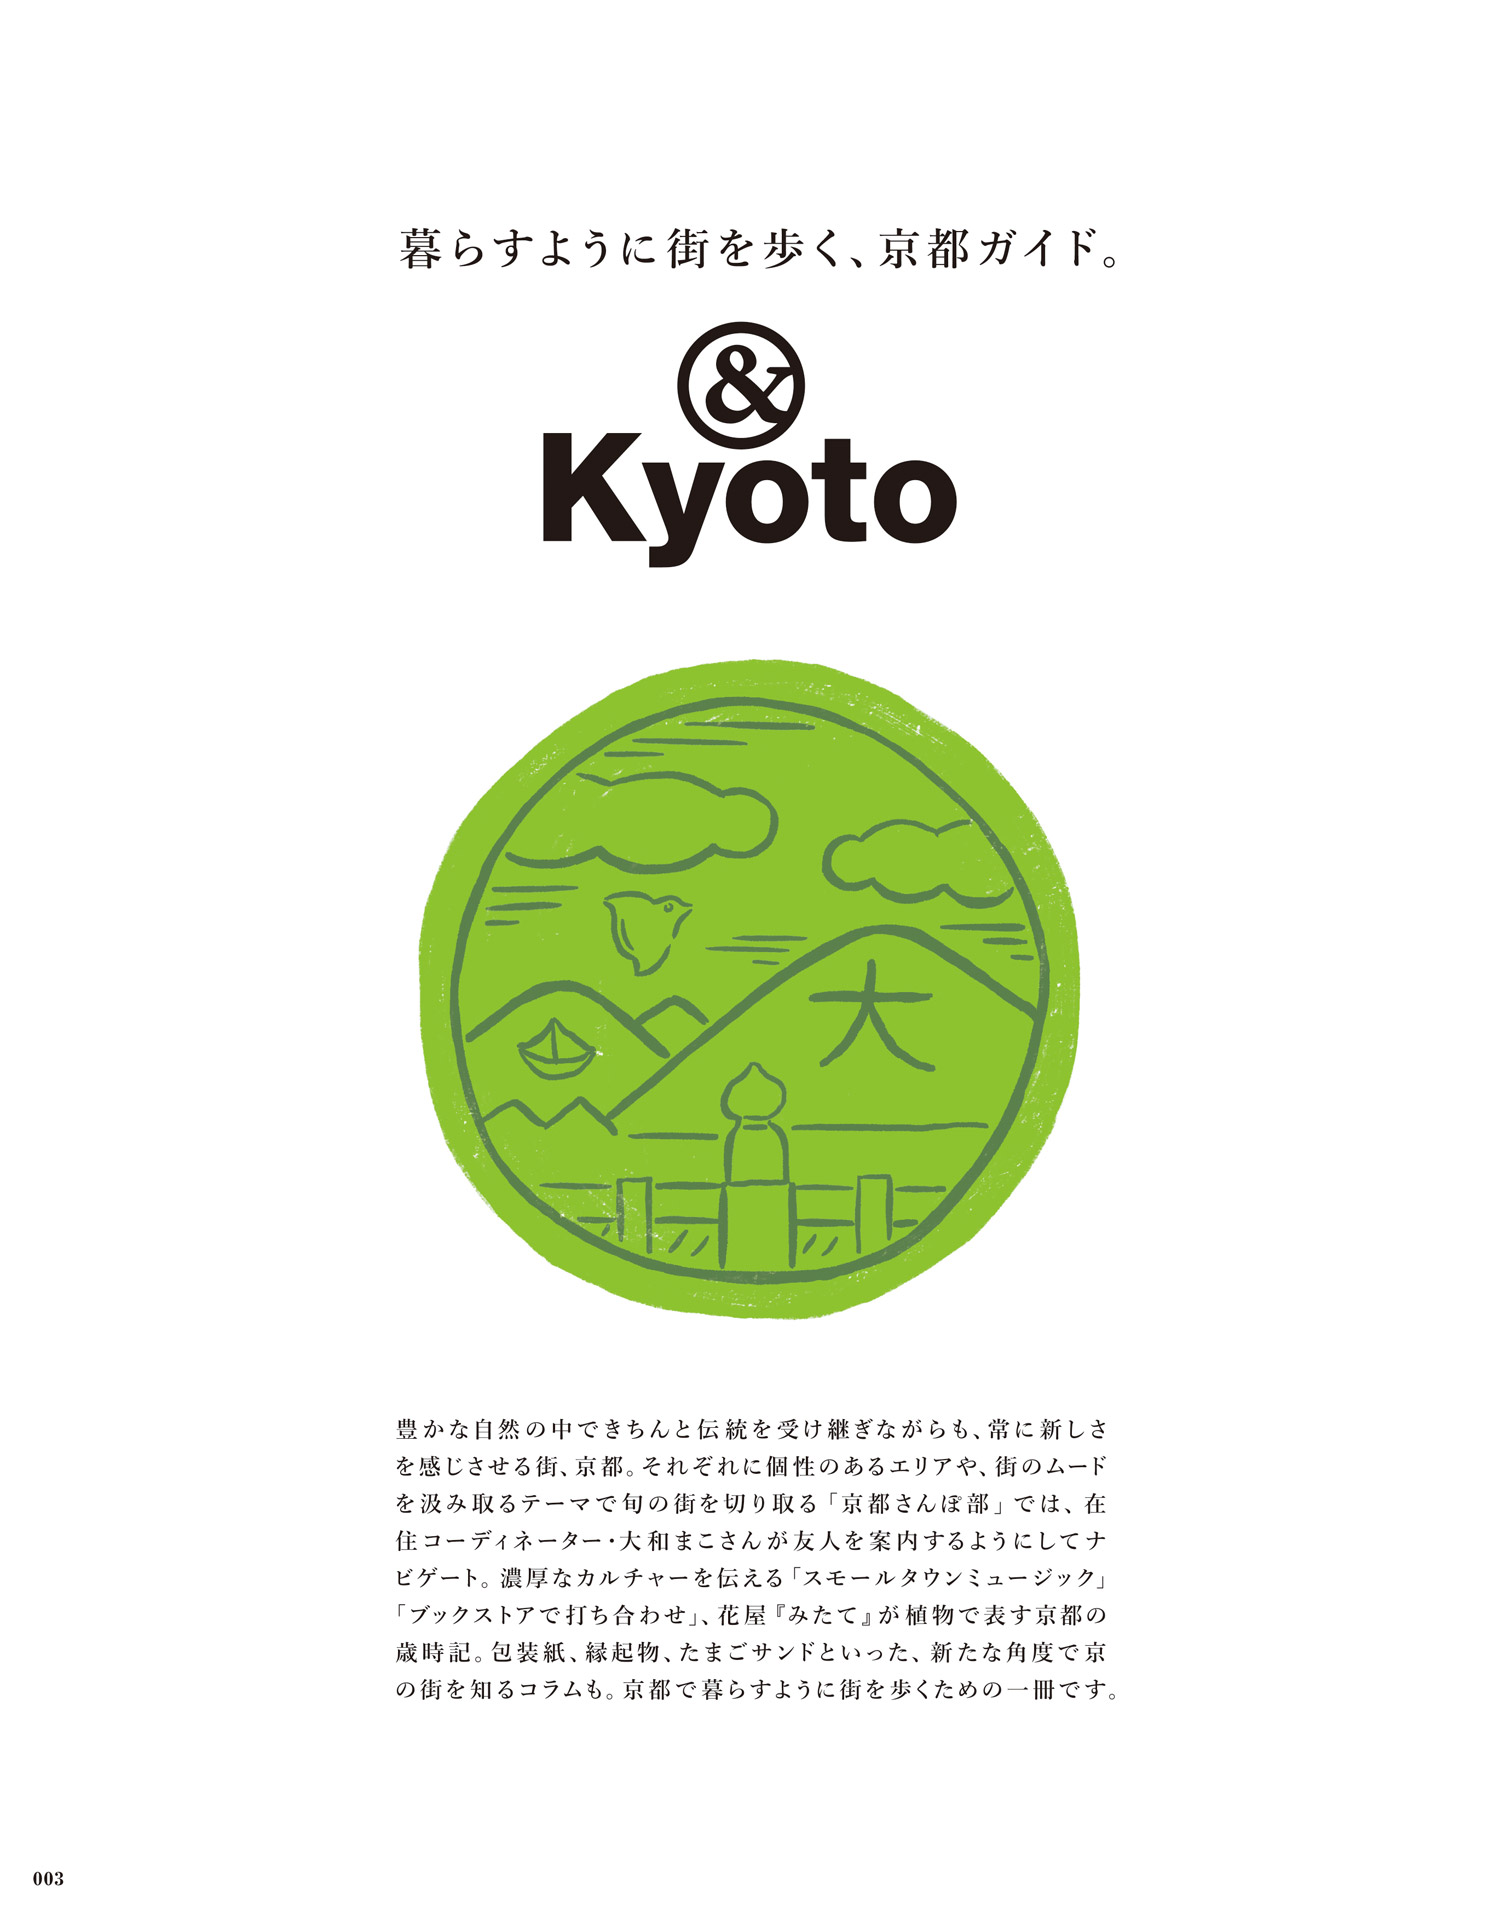 暮らすように街を歩く、京都ガイド。
&
Kyoto
大
豊かな自然の中できちんと伝統を受け継ぎながらも、常に新しさ
を感じさせる街、京都。それぞれに個性のあるエリアや、街のムード
を汲み取るテーマで旬の街を切り取る「京都さんぽ部」では、在
住コーディネーター・大和まこさんが友人を案内するようにしてナ
ビゲート。濃厚なカルチャーを伝える「スモールタウンミュージック」
「ブックストアで打ち合わせ」、花屋『みたて』が植物で表す京都の
歳時記。包装紙、縁起物、たまごサンドといった、新たな角度で京
の街を知るコラムも。京都で暮らすように街を歩くための一冊です。
003